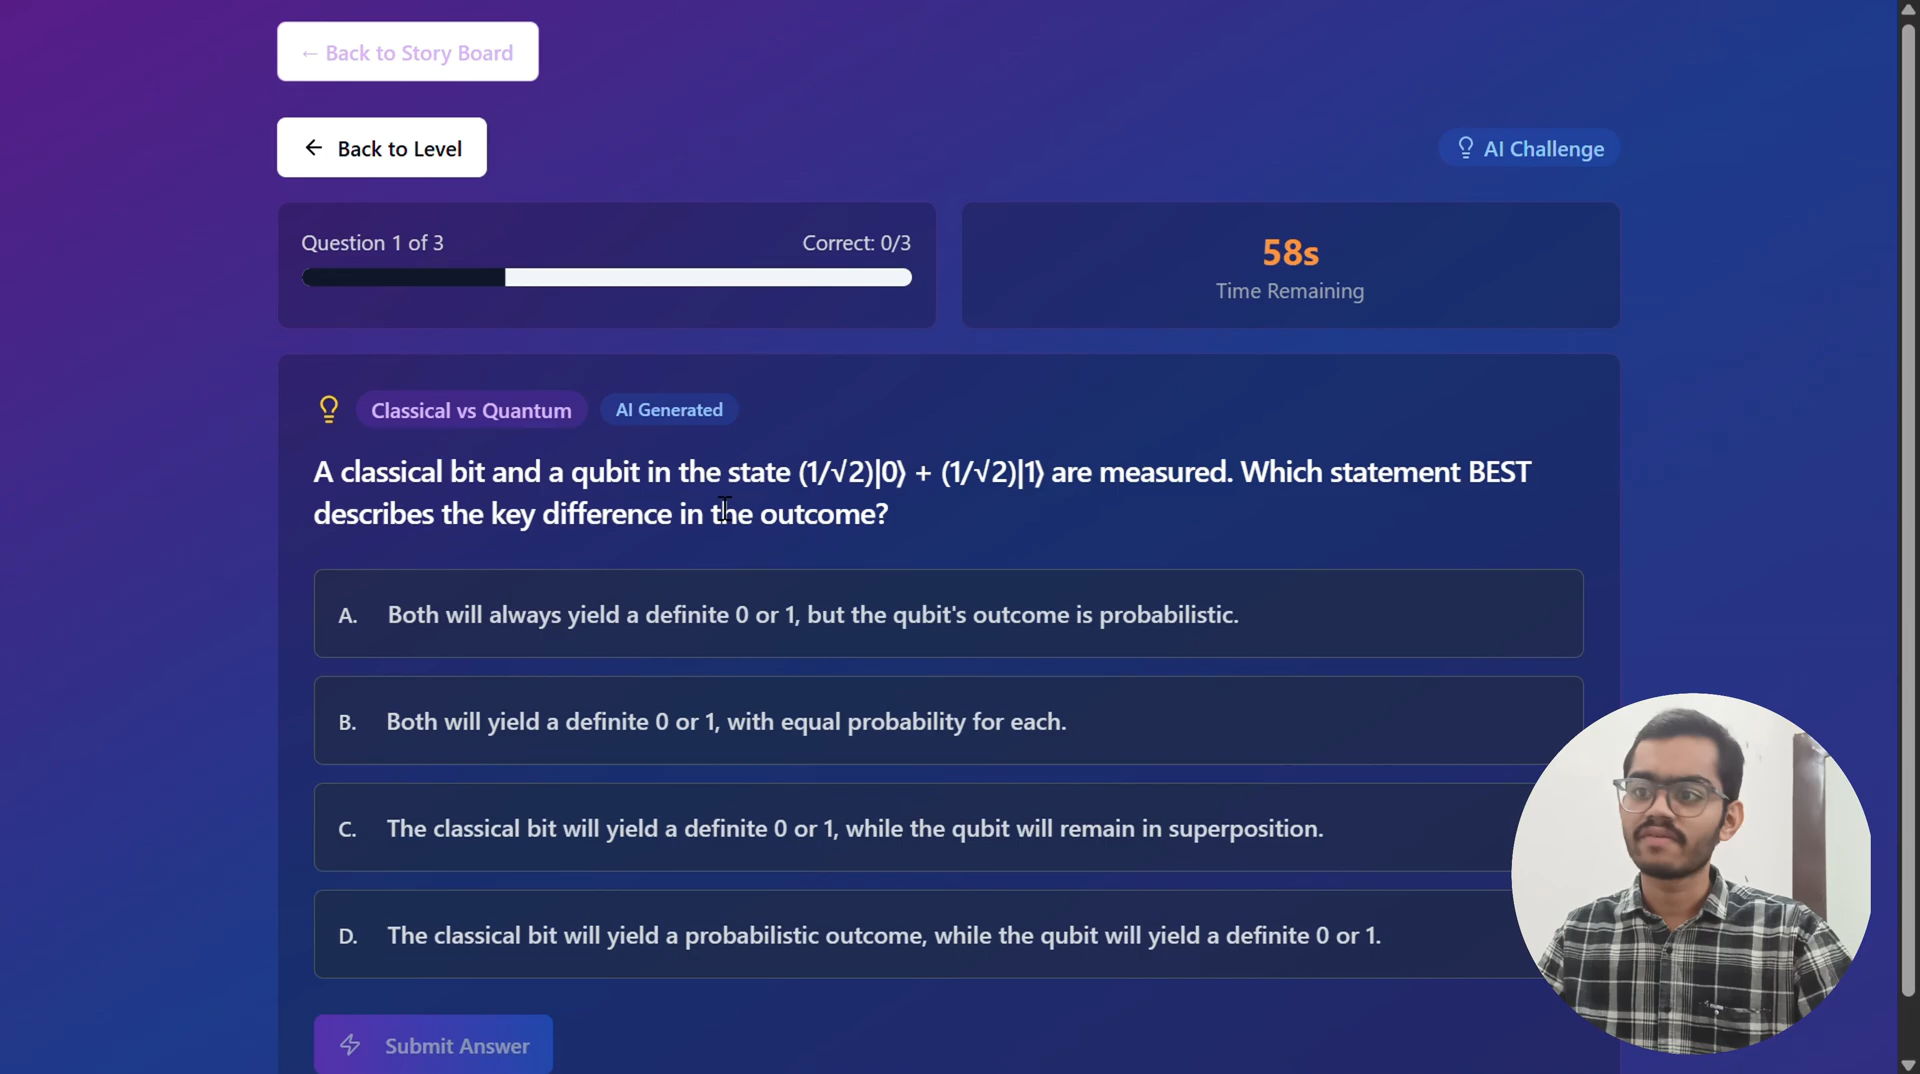 ← Back to Story Board
← Back to Level
AI Challenge
Question 1 of 3
Correct: 0/3
58s
Time Remaining
Classical vs Quantum
AI Generated
A classical bit and a qubit in the state (1/√2)|0⟩ + (1/√2)|1⟩ are measured. Which statement BEST
describes the key difference in the outcome?
A. Both will always yield a definite 0 or 1, but the qubit's outcome is probabilistic.
B. Both will yield a definite 0 or 1, with equal probability for each.
C. The classical bit will yield a definite 0 or 1, while the qubit will remain in superposition.
D. The classical bit will yield a probabilistic outcome, while the qubit will yield a definite 0 or 1.
Submit Answer